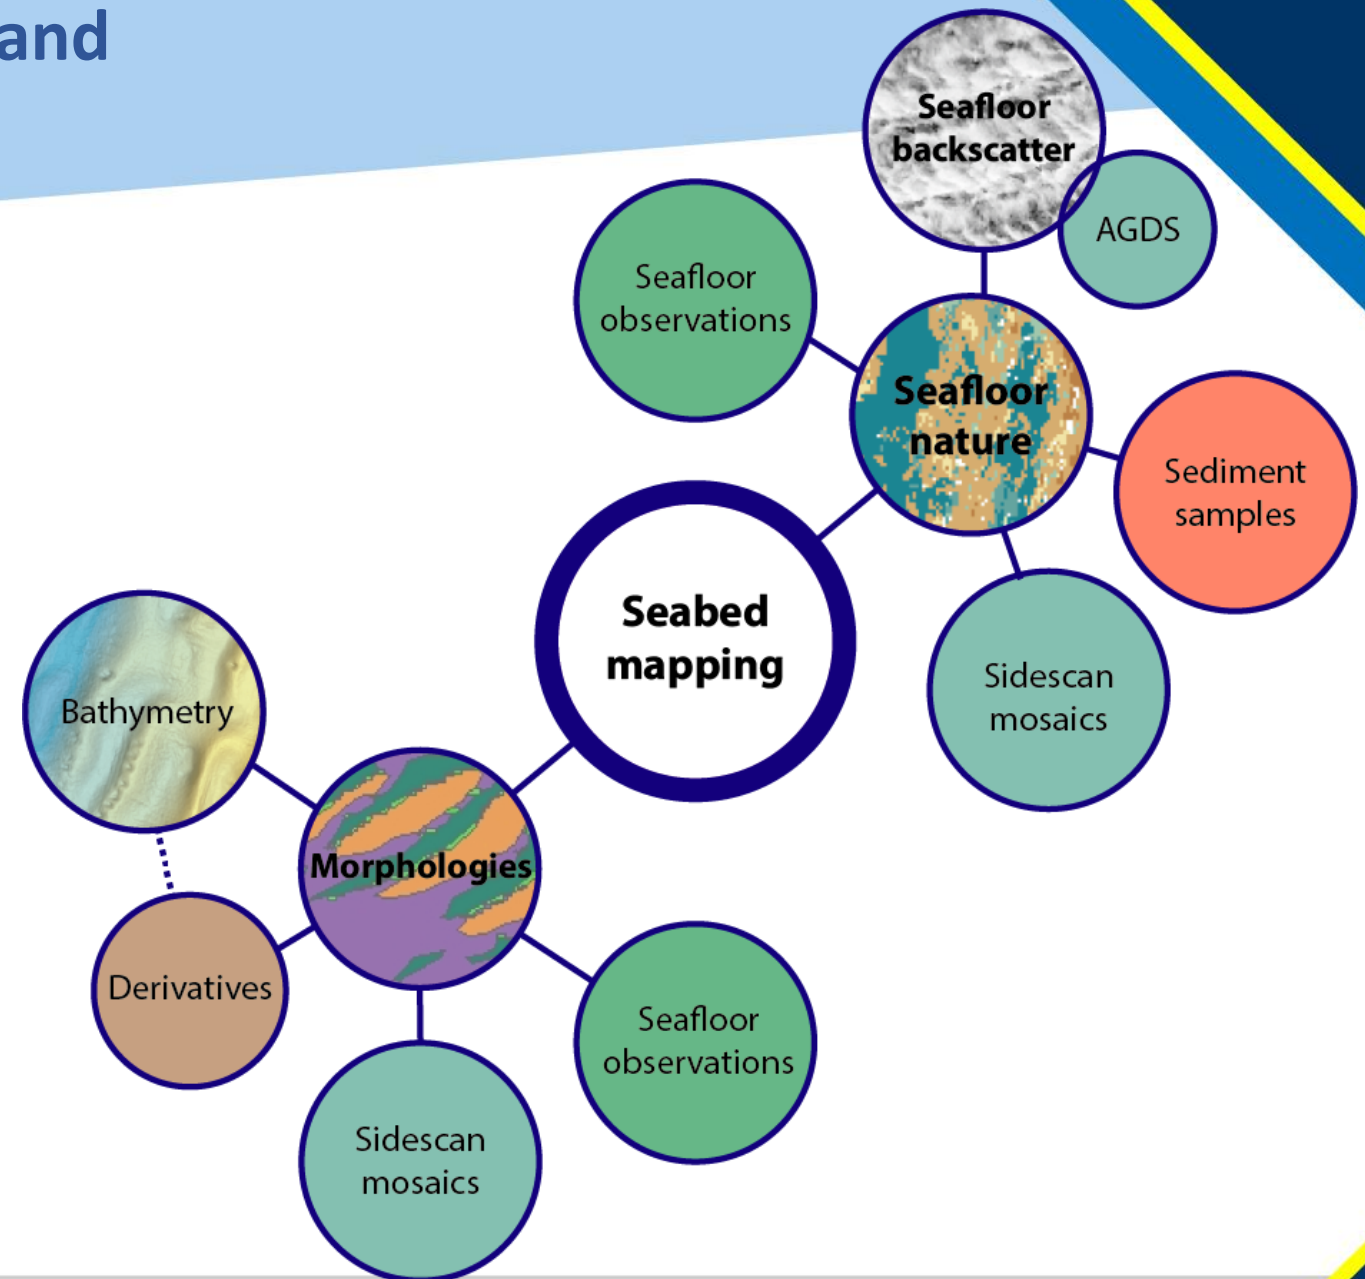 and
Seafloor
backscatter
AGDS
Seafloor
observations
Seafloor
nature
Sediment
samples
Seabed
mapping
Sidescan
mosaics
Bathymetry
Morphologies
Derivatives
Seafloor
observations
Sidescan
mosaics